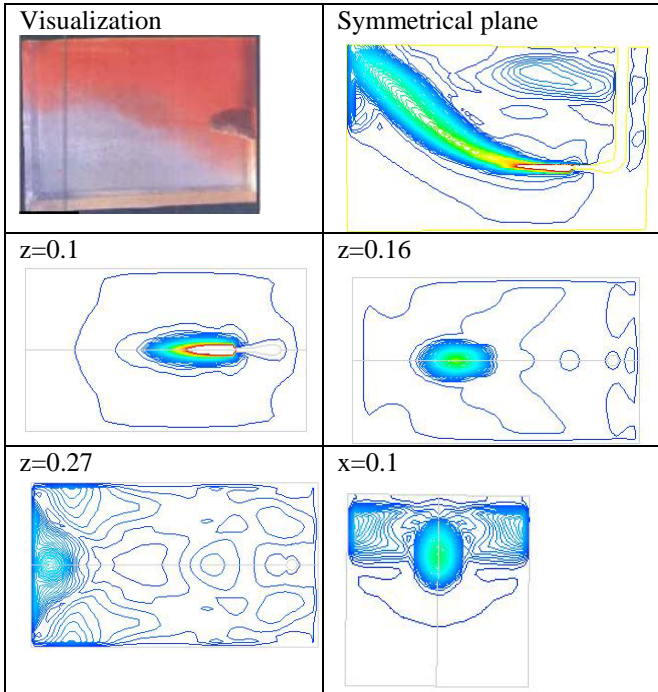 Visualization
Symmetrical plane
z=0.1
z=0.16
z=0.27
x=0.1